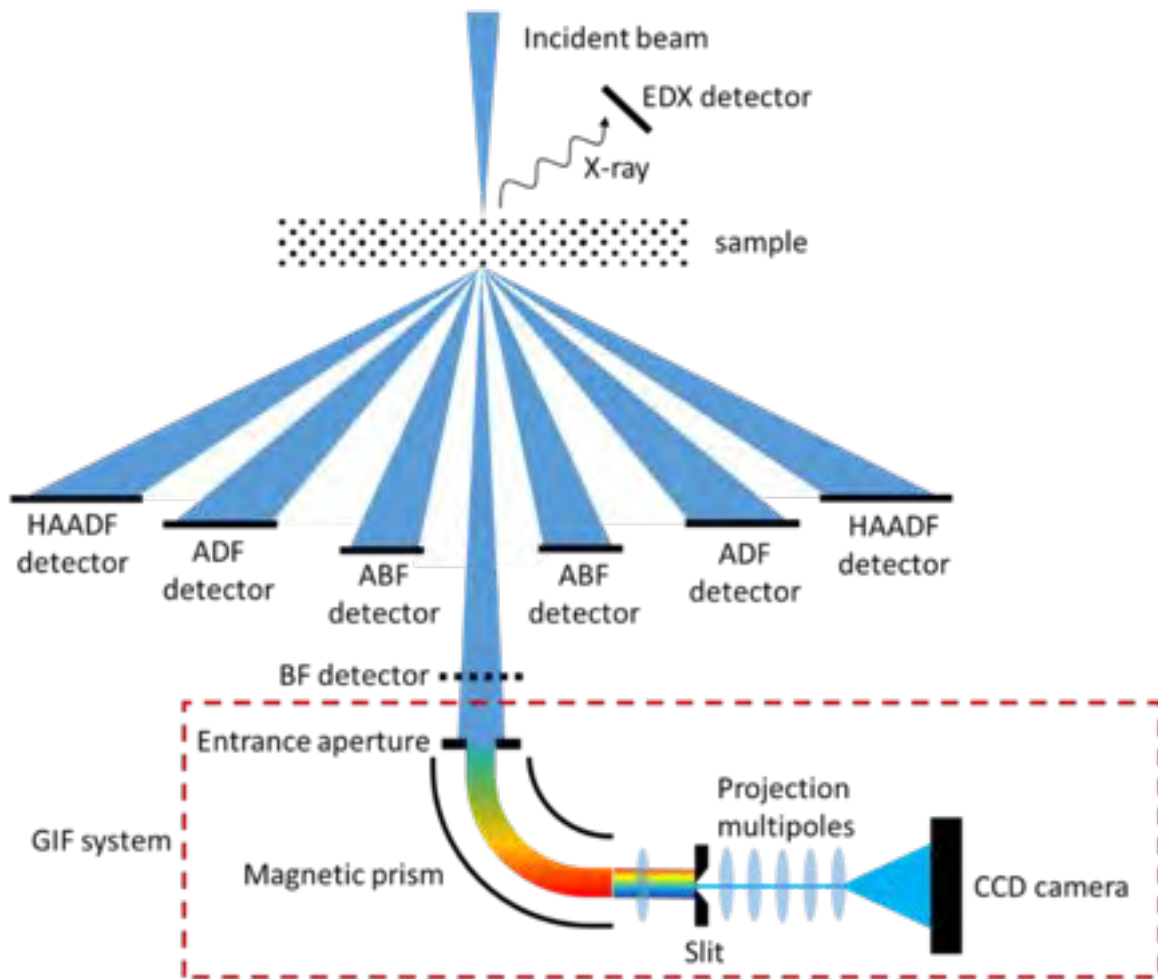 Incident beam
EDX detector
X-ray
sample
HAADF
detector
ADF
detector
ABF
detector
ABF
detector
ADF
detector
HAADF
detector
BF detector
Entrance aperture
Projection
multipoles
GIF system
Magnetic prism
CCD camera
Slit